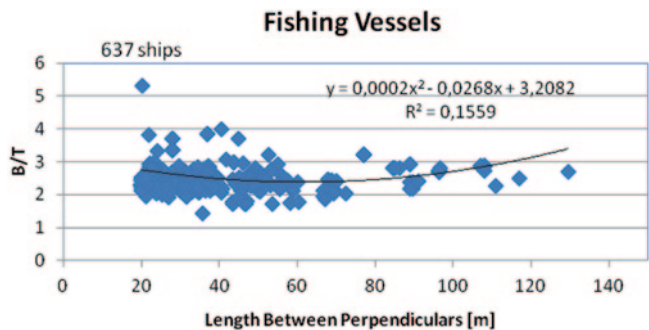 Fishing Vessels
637 ships
y = 0,0002x² - 0,0268x + 3,2082
R² = 0,1559
B/T
6
5
4
3
2
1
0
0 20 40 60 80 100 120 140
Length Between Perpendiculars [m]